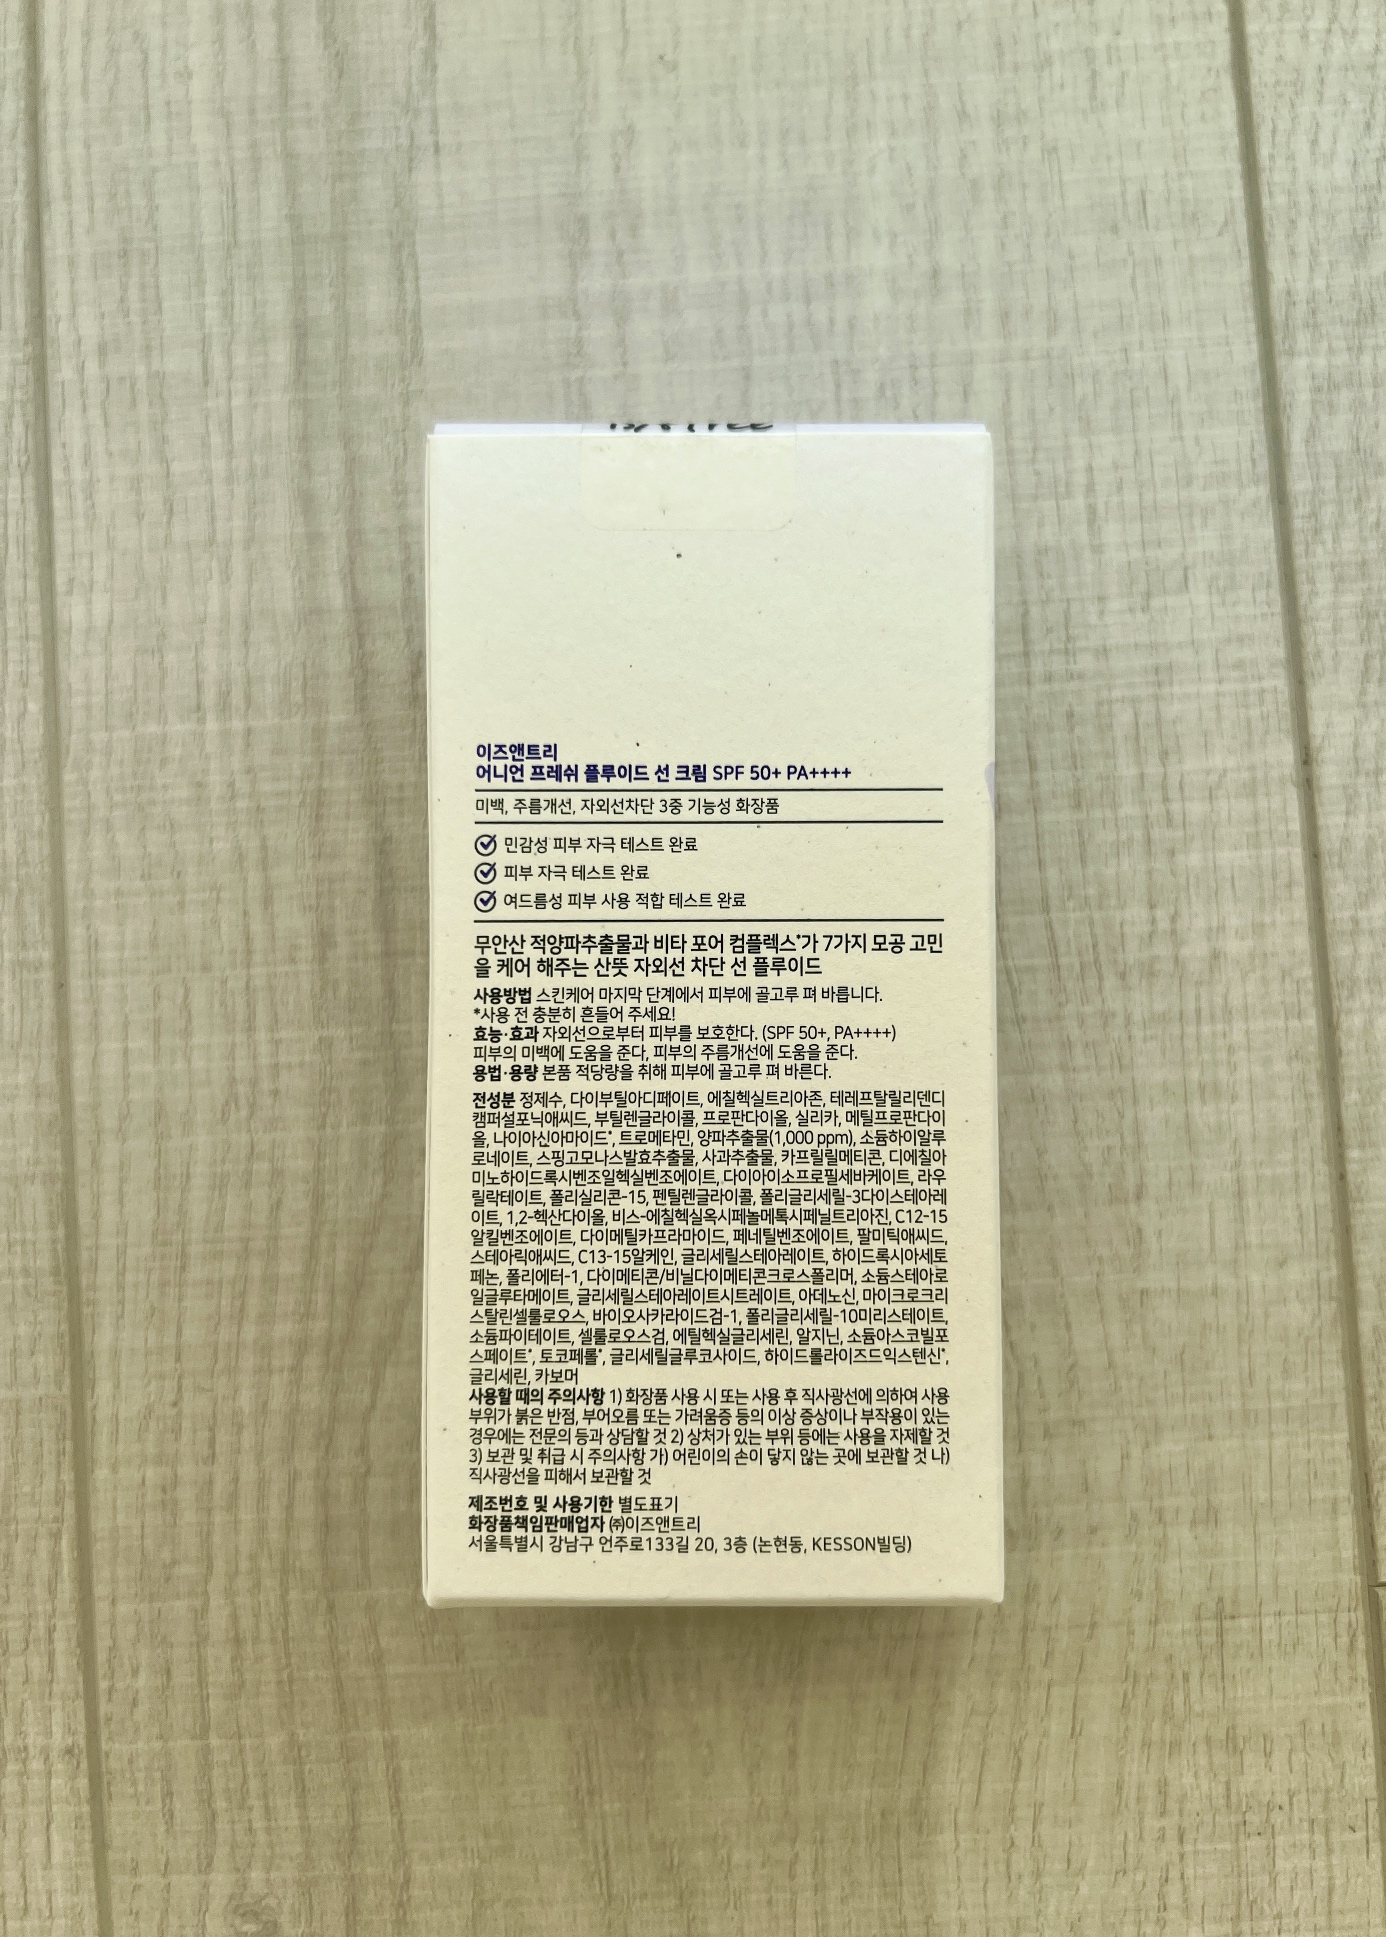 이즈앤트리
어니언 프레쉬 플루이드 선 크림 SPF 50+ PA++++
미백, 주름개선, 자외선차단 3중 기능성 화장품
민감성 피부 자극 테스트 완료
피부 자극 테스트 완료
여드름성 피부 사용 적합 테스트 완료
무안산 적양파추출물과 비타 포어 컴플렉스*가 7가지 모공 고민
을 케어 해주는 산뜻 자외선 차단 선 플루이드
사용방법 스킨케어 마지막 단계에서 피부에 골고루 펴 바릅니다.
*사용 전 충분히 흔들어 주세요!
효능·효과 자외선으로부터 피부를 보호한다. (SPF 50+, PA++++)
피부의 미백에 도움을 준다, 피부의 주름개선에 도움을 준다.
용법·용량 본품 적당량을 취해 피부에 골고루 펴 바른다.
전성분 정제수, 다이부틸아디페이트, 에칠헥실트리아존, 테레프탈릴리덴디
캠퍼설포닉애씨드, 부틸렌글라이콜, 프로판다이올, 실리카, 메틸프로판다이
올, 나이아신아마이드*, 트로메타민, 양파추출물(1,000 ppm), 소듐하이알루
로네이트, 스핑고모나스발효추출물, 사과추출물, 카프릴릴메티콘, 디에칠아
미노하이드록시벤조일헥실벤조에이트, 다이아이소프로필세바케이트, 라우
릴락테이트, 폴리실리콘-15, 펜틸렌글라이콜, 폴리글리세릴-3다이스테아레
이트, 1,2-헥산다이올, 비스-에칠헥실옥시페놀메톡시페닐트리아진, C12-15
알킬벤조에이트, 다이메틸카프라마이드, 페네틸벤조에이트, 팔미틱애씨드,
스테아릭애씨드, C13-15알케인, 글리세릴스테아레이트, 하이드록시아세토
페논, 폴리에터-1, 다이메티콘/비닐다이메티콘크로스폴리머, 소듐스테아로
일글루타메이트, 글리세릴스테아레이트시트레이트, 아데노신, 마이크로크리
스탈린셀룰로오스, 바이오사카라이드검-1, 폴리글리세릴-10미리스테이트,
소듐파이테이트, 셀룰로오스검, 에틸헥실글리세린, 알지닌, 소듐아스코빌포
스페이트*, 토코페롤*, 글리세릴글루코사이드, 하이드롤라이즈드익스텐신*,
글리세린, 카보머
사용할 때의 주의사항 1) 화장품 사용 시 또는 사용 후 직사광선에 의하여 사용
부위가 붉은 반점, 부어오름 또는 가려움증 등의 이상 증상이나 부작용이 있는
경우에는 전문의 등과 상담할 것 2) 상처가 있는 부위 등에는 사용을 자제할 것
3) 보관 및 취급 시 주의사항 가) 어린이의 손이 닿지 않는 곳에 보관할 것 나)
직사광선을 피해서 보관할 것
제조번호 및 사용기한 별도표기
화장품책임판매업자 ㈜이즈앤트리
서울특별시 강남구 언주로133길 20, 3층 (논현동, KESSON빌딩)